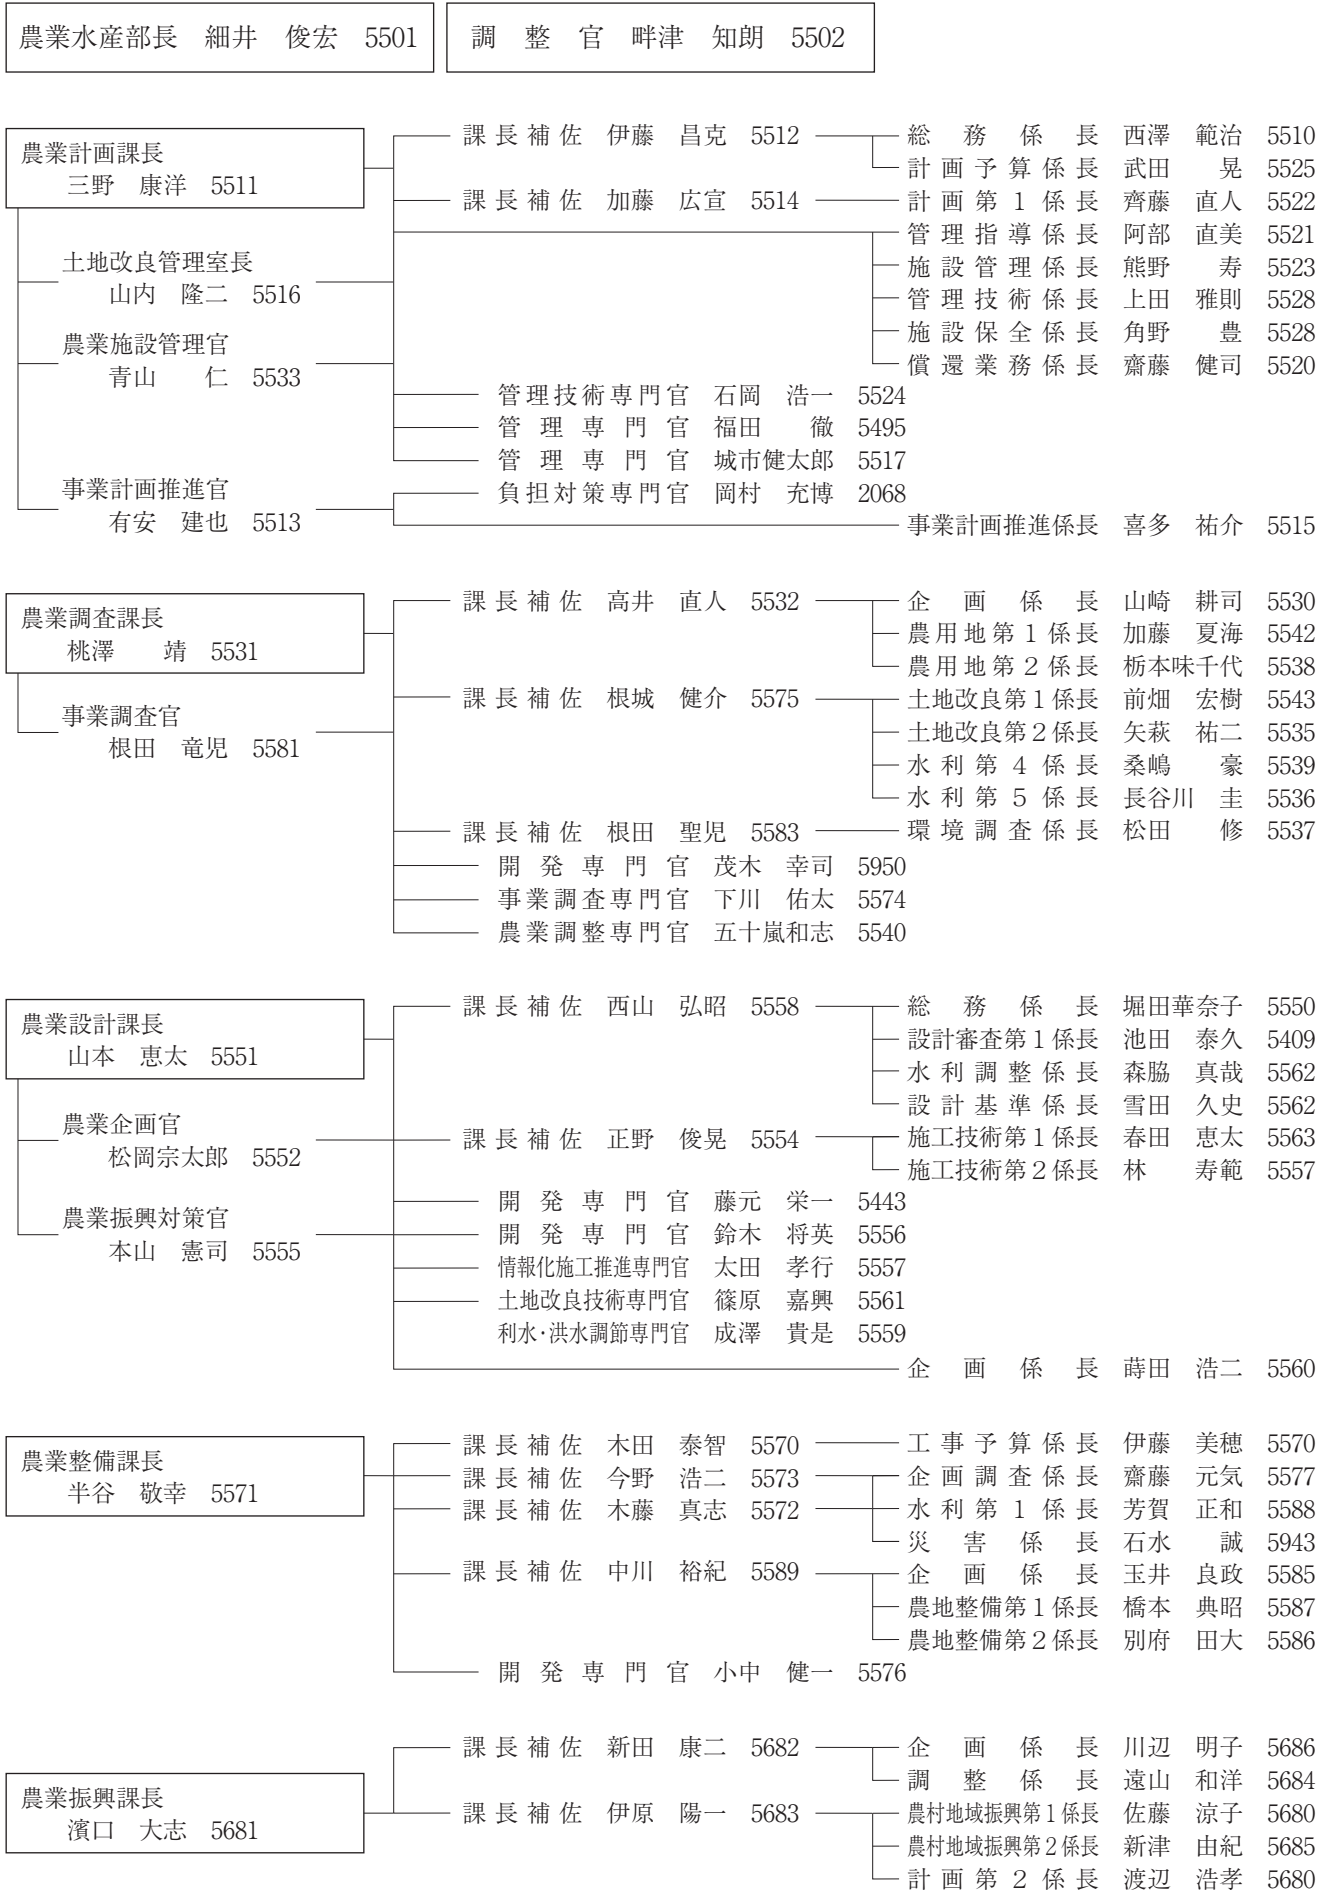 農業水産部長 細井 俊宏 5501 調整官 畔津 知朗 5502
課長補佐 伊藤 昌克 5512 総務係長 西澤 範治 5510
農業計画課長
三野 康洋 5511
計画予算係長 武田 晃 5525
課長補佐 加藤 広宣 5514 計画第1係長 齊藤 直人 5522
管理指導係長 阿部 直美 5521
土地改良管理室長
山内 隆二 5516
施設管理係長 熊野 寿 5523
管理技術係長 上田 雅則 5528
農業施設管理官
青山 仁 5533
施設保全係長 角野 豊 5528
償還業務係長 齋藤 健司 5520
管理技術専門官 石岡 浩一 5524
管理専門官 福田 徹 5495
管理専門官 城市健太郎 5517
事業計画推進官
有安 建也 5513
負担対策専門官 岡村 充博 2068
事業計画推進係長 喜多 祐介 5515
課長補佐 高井 直人 5532 企画係長 山崎 耕司 5530
農業調査課長
桃澤 靖 5531
農用地第1係長 加藤 夏海 5542
農用地第2係長 栃本味千代 5538
課長補佐 根城 健介 5575 土地改良第1係長 前畑 宏樹 5543
事業調査官
根田 竜児 5581
土地改良第2係長 矢萩 祐二 5535
水利第4係長 桑嶋 豪 5539
水利第5係長 長谷川 圭 5536
課長補佐 根田 聖児 5583 環境調査係長 松田 修 5537
開発専門官 茂木 幸司 5950
事業調査専門官 下川 佑太 5574
農業調整専門官 五十嵐和志 5540
課長補佐 西山 弘昭 5558 総務係長 堀田華奈子 5550
農業設計課長
山本 恵太 5551
設計審査第1係長 池田 泰久 5409
水利調整係長 森脇 真哉 5562
設計基準係長 雪田 久史 5562
農業企画官
松岡宗太郎 5552
課長補佐 正野 俊晃 5554 施工技術第1係長 春田 恵太 5563
施工技術第2係長 林 寿範 5557
開発専門官 藤元 栄一 5443
農業振興対策官
本山 憲司 5555
開発専門官 鈴木 将英 5556
情報化施工推進専門官 太田 孝行 5557
土地改良技術専門官 篠原 嘉興 5561
利水・洪水調節専門官 成澤 貴是 5559
企画係長 蒔田 浩二 5560
課長補佐 木田 泰智 5570 工事予算係長 伊藤 美穂 5570
農業整備課長
半谷 敬幸 5571
課長補佐 今野 浩二 5573 企画調査係長 齋藤 元気 5577
課長補佐 木藤 真志 5572 水利第1係長 芳賀 正和 5588
災害係長 石水 誠 5943
課長補佐 中川 裕紀 5589 企画係長 玉井 良政 5585
農地整備第1係長 橋本 典昭 5587
農地整備第2係長 別府 田大 5586
開発専門官 小中 健一 5576
課長補佐 新田 康二 5682 企画係長 川辺 明子 5686
調整係長 遠山 和洋 5684
農業振興課長
濱口 大志 5681
課長補佐 伊原 陽一 5683 農村地域振興第1係長 佐藤 涼子 5680
農村地域振興第2係長 新津 由紀 5685
計画第2係長 渡辺 浩孝 5680